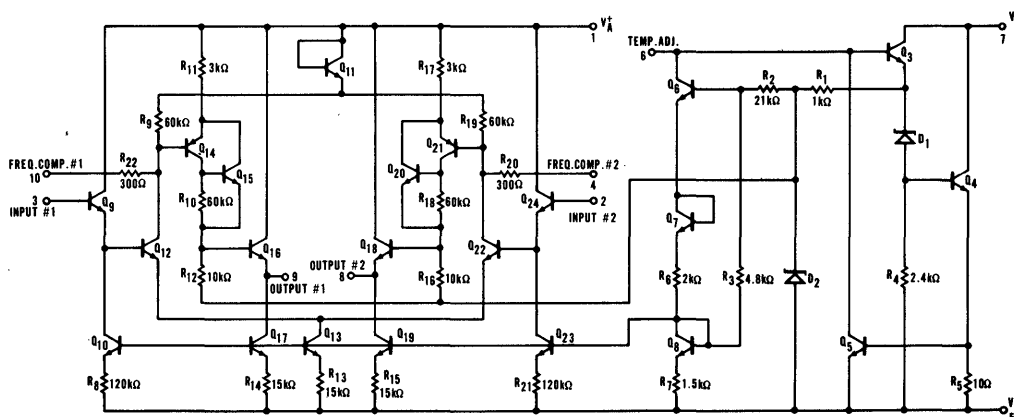 V+A
1
V
7
TEMP. ADJ.
6
Q3
R11
3kΩ
Q11
R17
3kΩ
Q6
R2
21kΩ
R1
1kΩ
R9
60kΩ
R19
60kΩ
Q14
Q21
D1
FREQ.COMP.#1
10
R22
300Ω
Q15
Q20
R20
300Ω
FREQ.COMP.#2
4
Q4
3
INPUT #1
Q9
R10
60kΩ
R18
60kΩ
Q24
2
INPUT #2
Q7
Q12
Q16
Q18
Q22
R12
10kΩ
9
OUTPUT #1
OUTPUT #2
8
R16
10kΩ
R6
2kΩ
R3
4.8kΩ
D2
R4
2.4kΩ
Q10
Q17
Q13
Q19
Q23
Q8
Q5
R8
120kΩ
R14
15kΩ
R13
15kΩ
R15
15kΩ
R21
120kΩ
R7
1.5kΩ
R5
10Ω
V